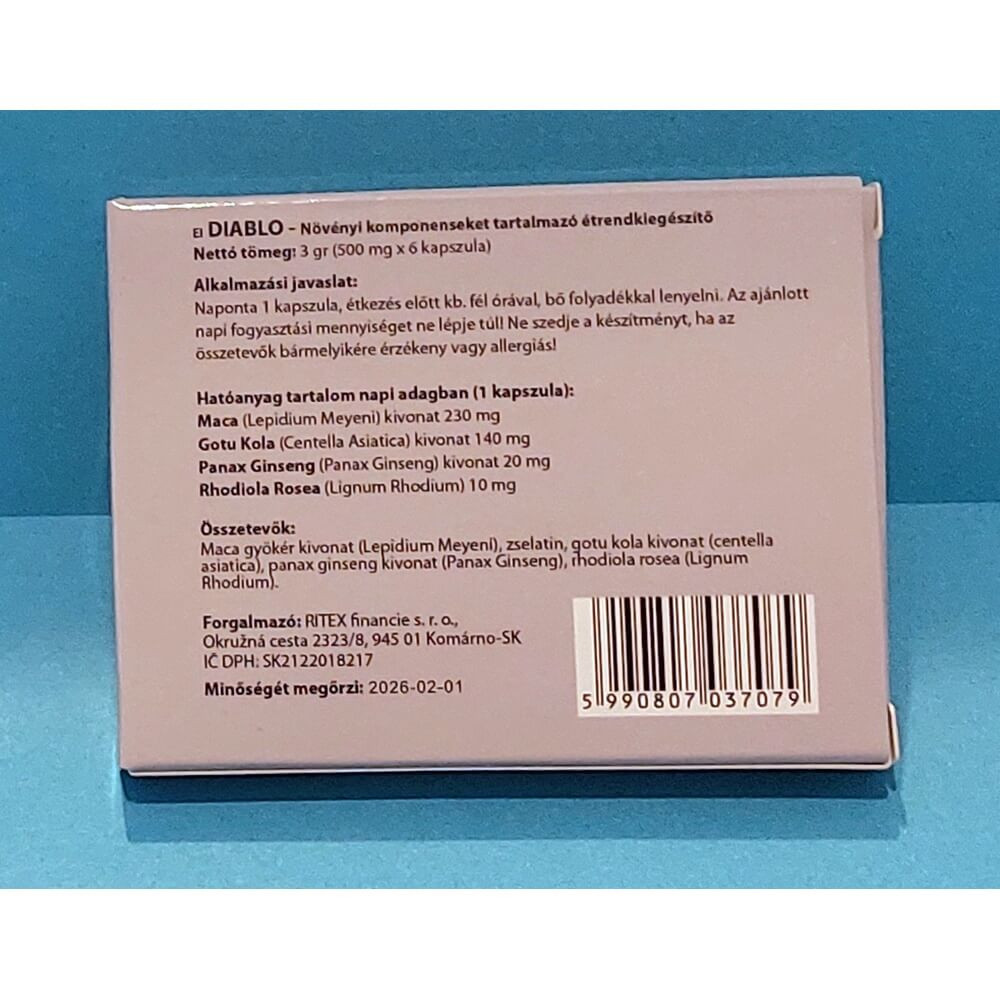 El DIABLO – Növényi komponenseket tartalmazó étrendkiegészítő
Nettó tömeg: 3 gr (500 mg x 6 kapszula)
Alkalmazási javaslat:
Naponta 1 kapszula, étkezés előtt kb. fél órával, bő folyadékkal lenyelni. Az ajánlott
napi fogyasztási mennyiséget ne lépje túl! Ne szedje a készítményt, ha az
összetevők bármelyikére érzékeny vagy allergiás!
Hatóanyag tartalom napi adagban (1 kapszula):
Maca (Lepidium Meyeni) kivonat 230 mg
Gotu Kola (Centella Asiatica) kivonat 140 mg
Panax Ginseng (Panax Ginseng) kivonat 20 mg
Rhodiola Rosea (Lignum Rhodium) 10 mg
Összetevők:
Maca gyökér kivonat (Lepidium Meyeni), zselatin, gotu kola kivonat (centella
asiatica), panax ginseng kivonat (Panax Ginseng), rhodiola rosea (Lignum
Rhodium).
Forgalmazó: RITEX financie s. r. o.,
Okružná cesta 2323/8, 945 01 Komárno-SK
IČ DPH: SK2122018217
Minőségét megőrzi: 2026-02-01
5 990807 037079